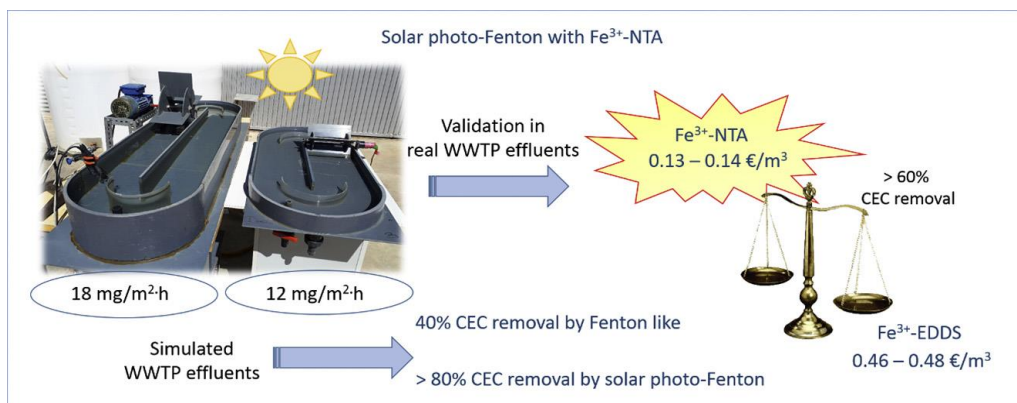 Solar photo-Fenton with Fe³⁺-NTA
Validation in
real WWTP effluents
Fe³⁺-NTA
0.13 – 0.14 €/m³
> 60%
CEC removal
18 mg/m²·h
12 mg/m²·h
Simulated
WWTP effluents
40% CEC removal by Fenton like
> 80% CEC removal by solar photo-Fenton
Fe³⁺-EDDS
0.46 – 0.48 €/m³